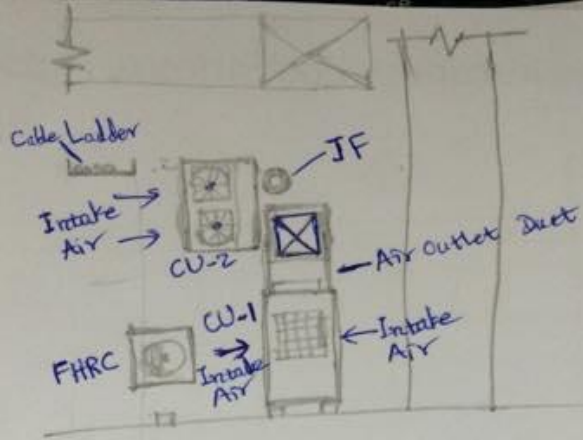 Cable Ladder
JF
Intake
Air
CU-2
Air Outlet Duct
CU-1
Intake
Air
FHRC
Intake
Air